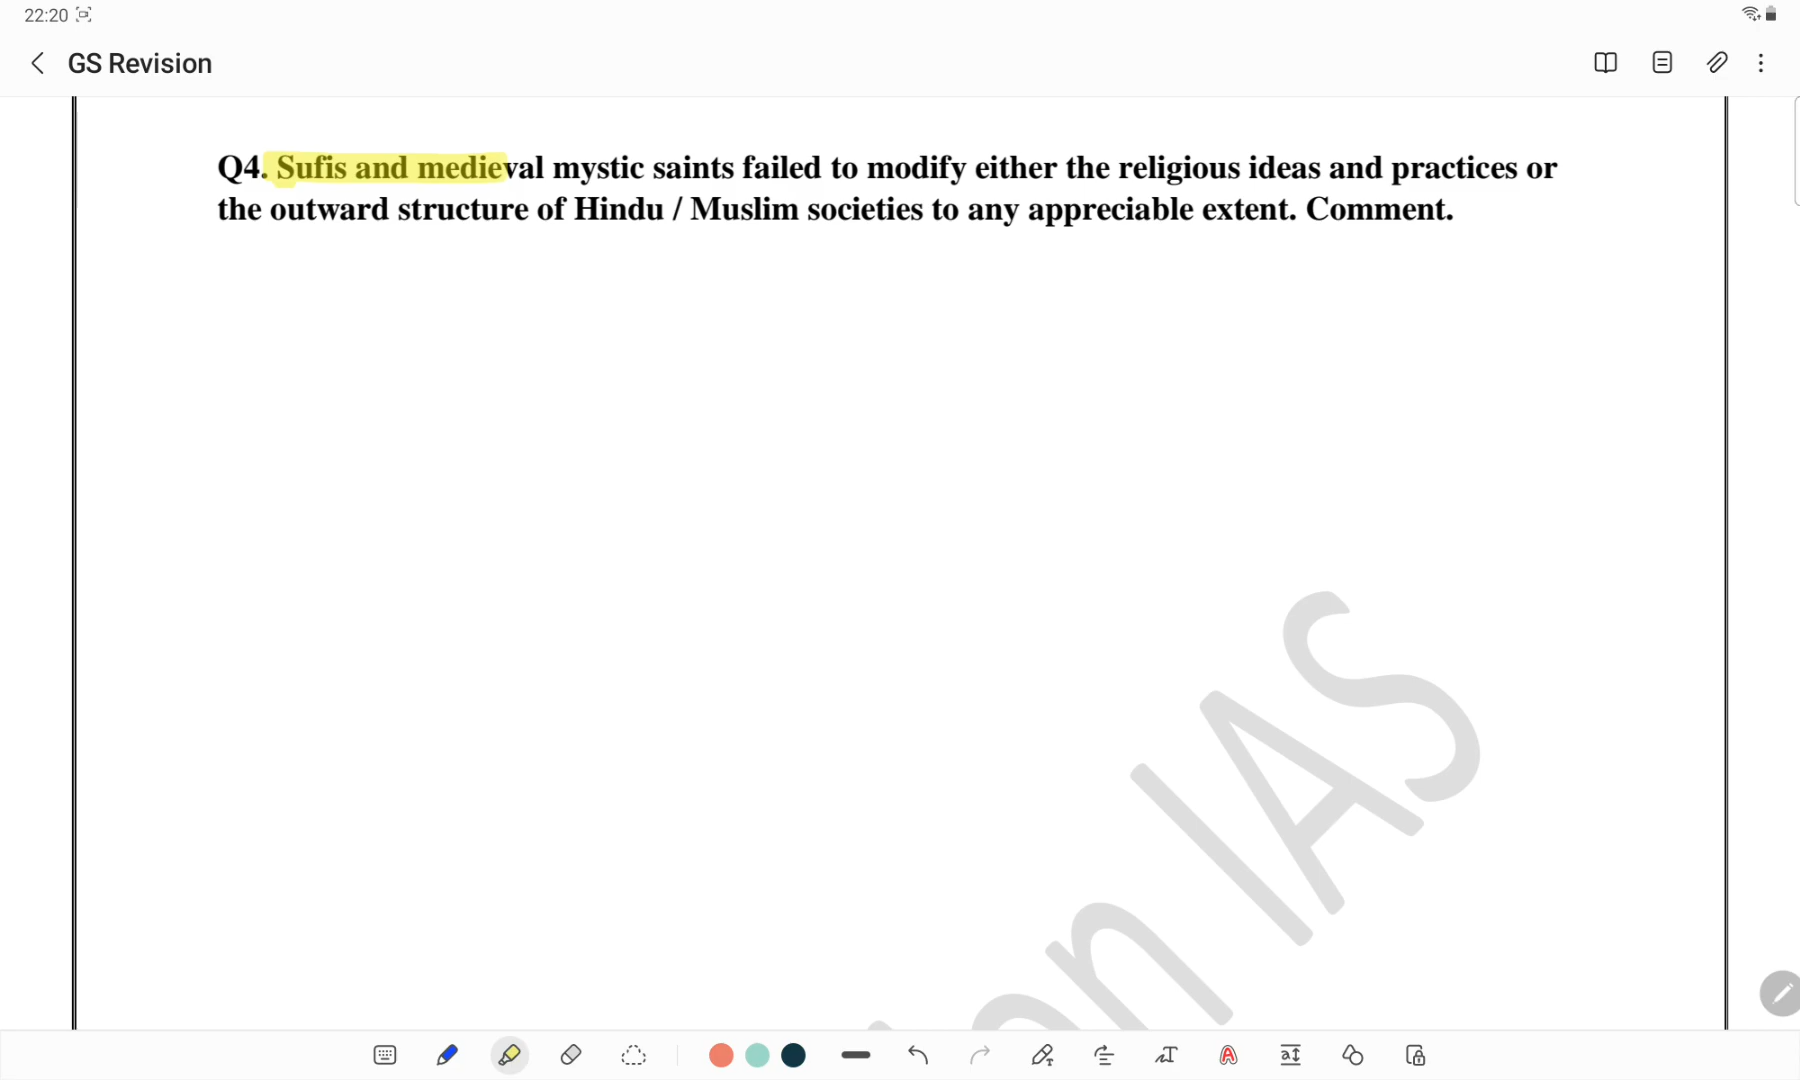 22:20
GS Revision
Q4. Sufis and medieval mystic saints failed to modify either the religious ideas and practices or
the outward structure of Hindu / Muslim societies to any appreciable extent. Comment.
IAS